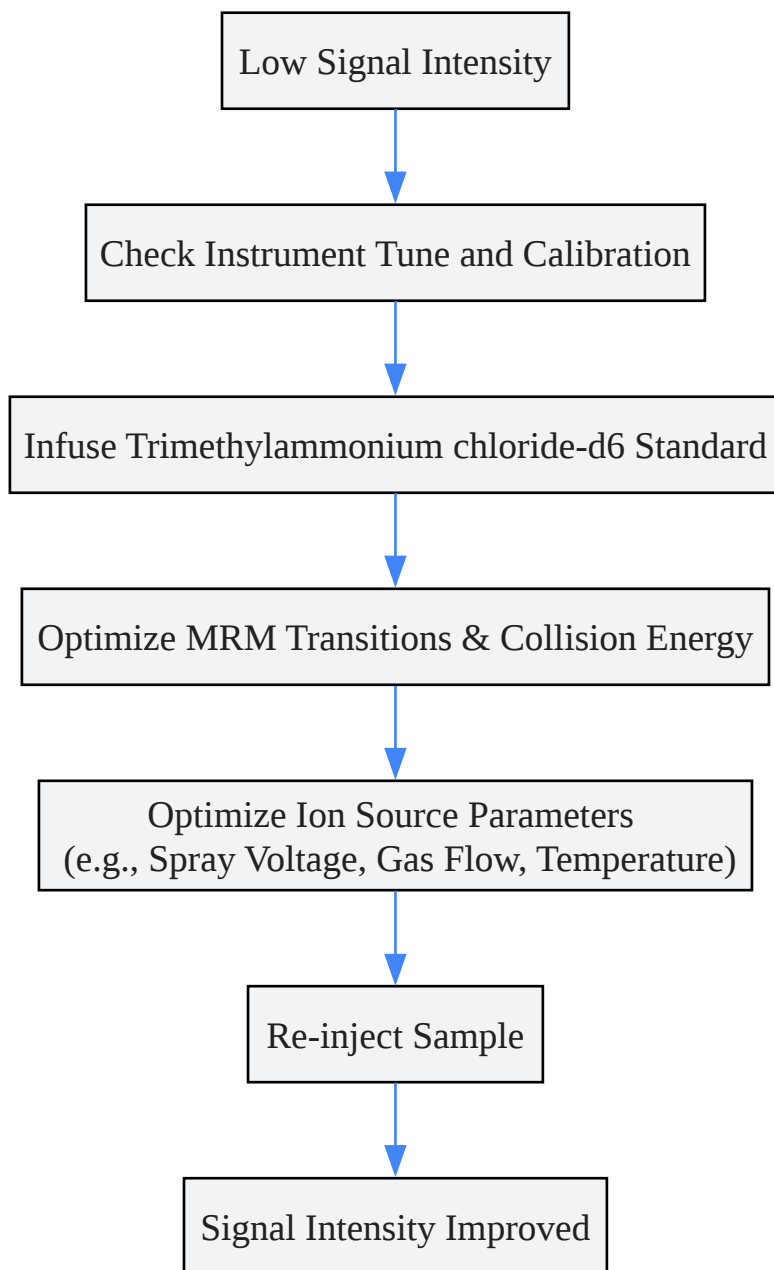 Low Signal Intensity
Check Instrument Tune and Calibration
Infuse Trimethylammonium chloride-d6 Standard
Optimize MRM Transitions & Collision Energy
Optimize Ion Source Parameters
(e.g., Spray Voltage, Gas Flow, Temperature)
Re-inject Sample
Signal Intensity Improved